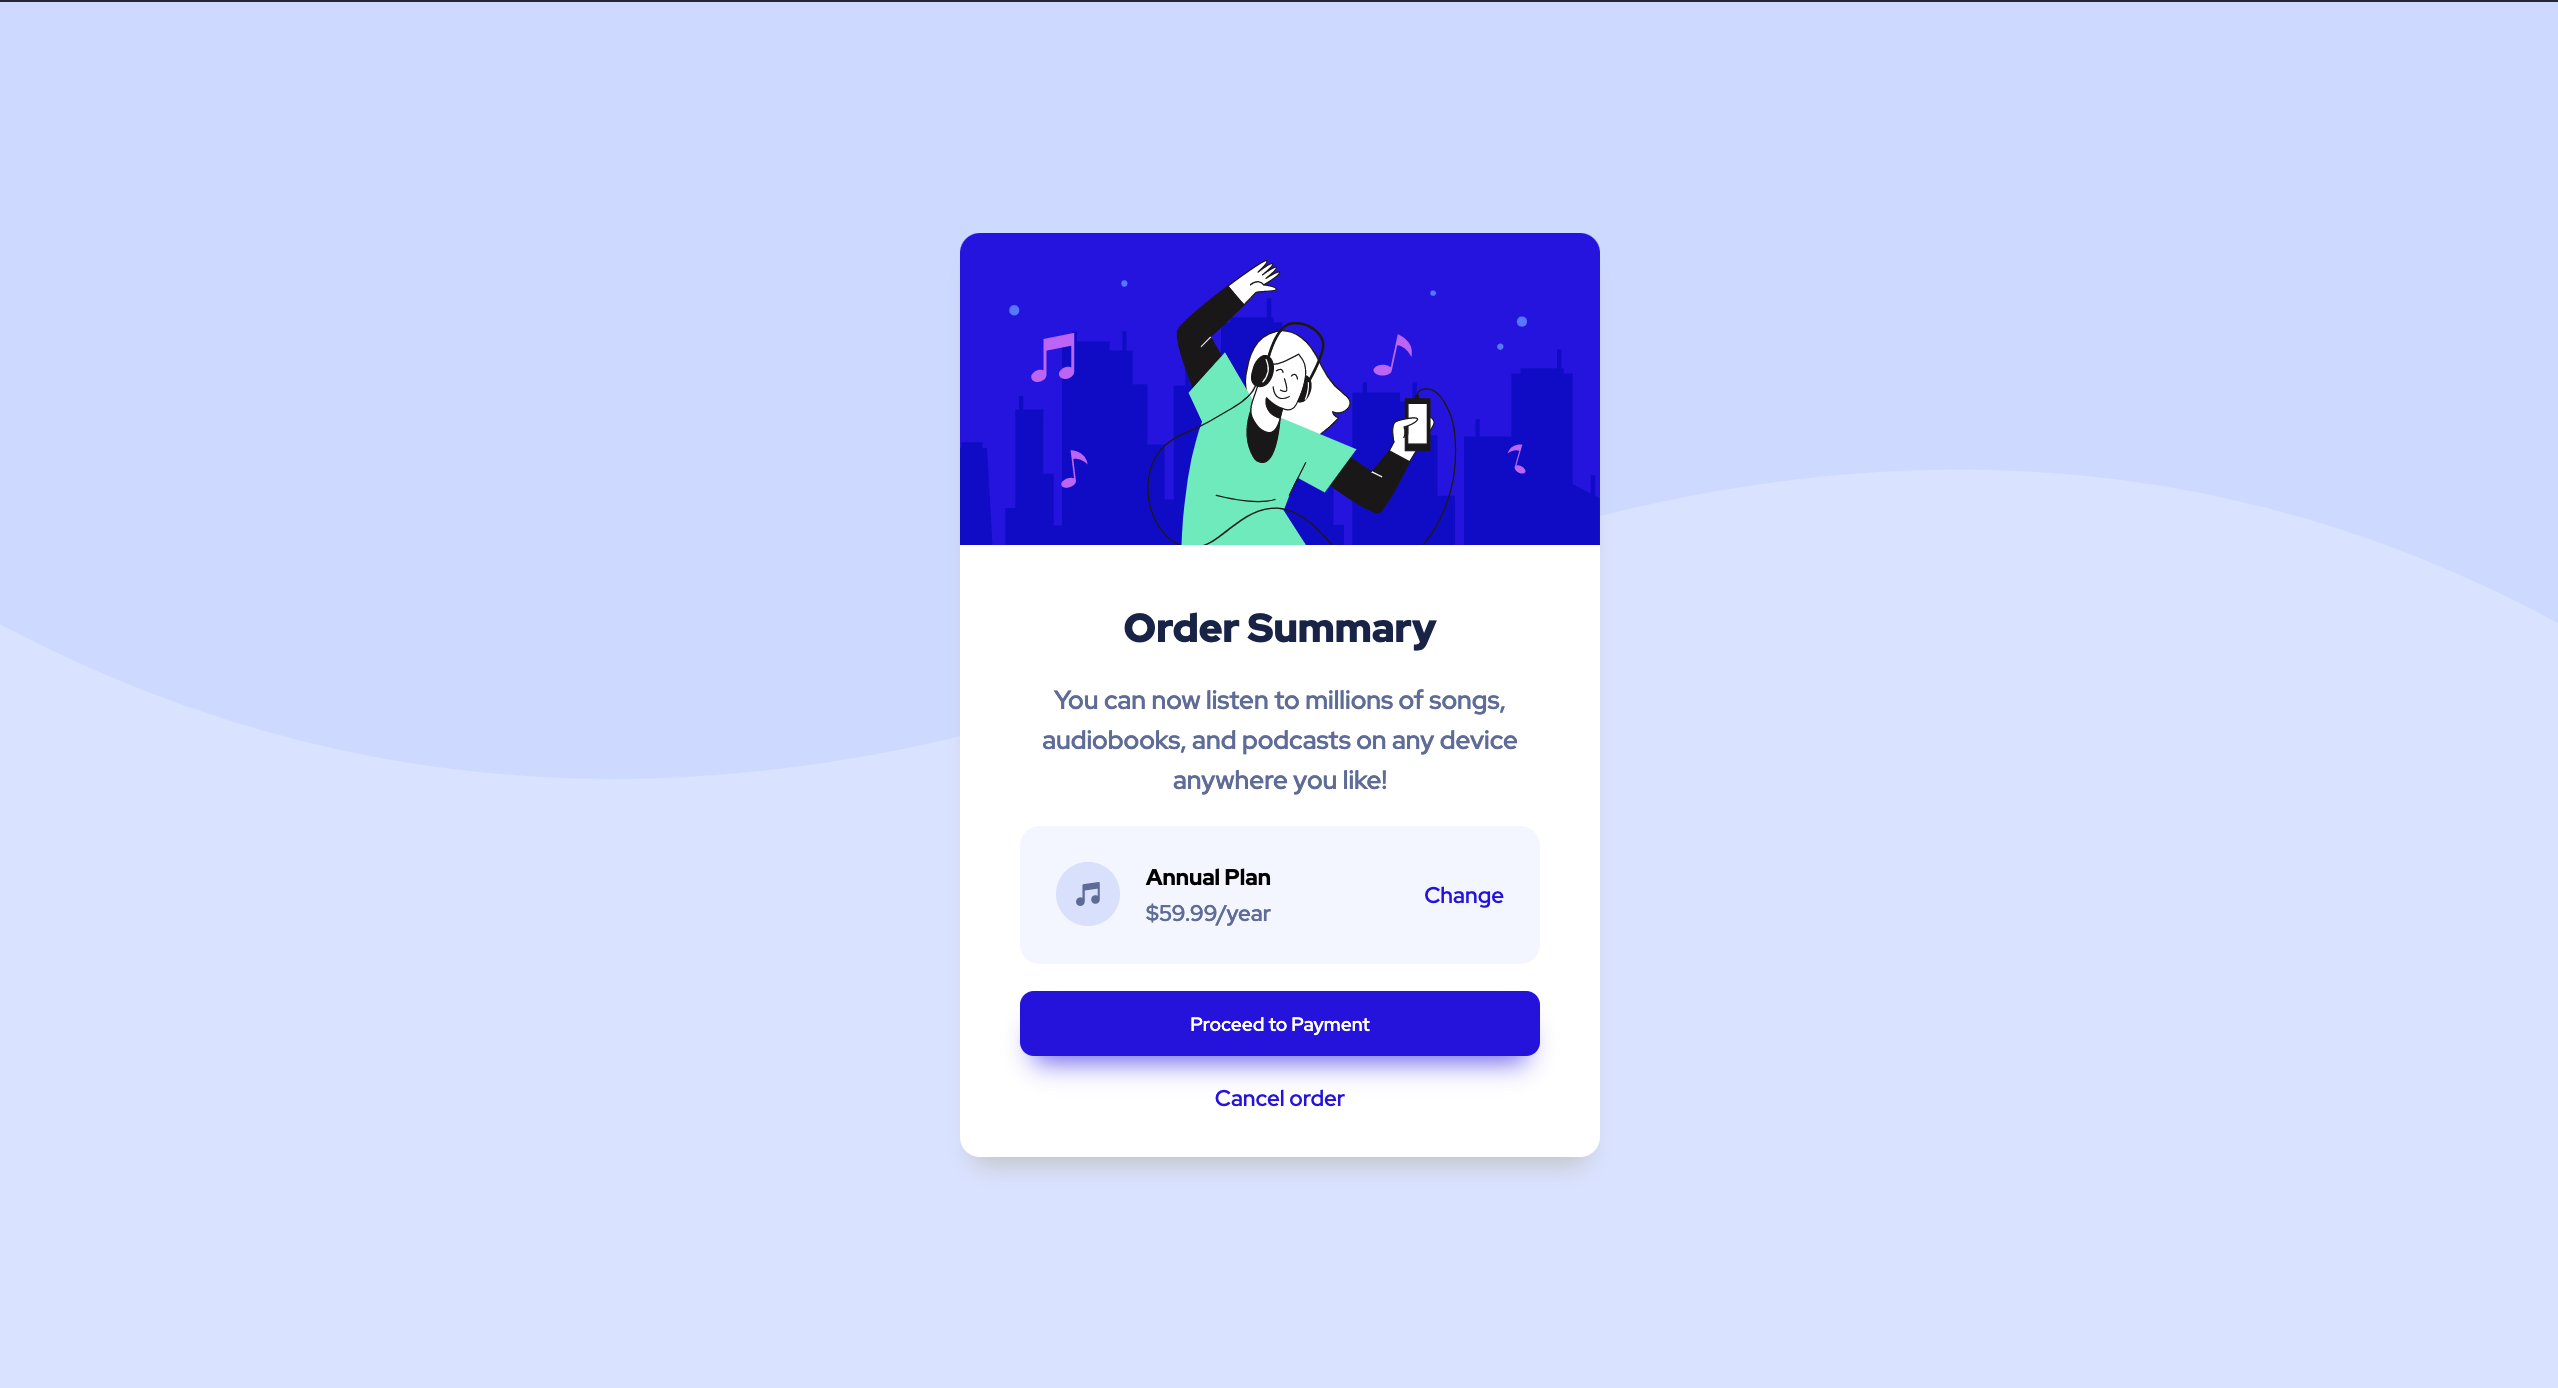 Order Summary
You can now listen to millions of songs,
audiobooks, and podcasts on any device
anywhere you like!
Annual Plan
$59.99/year
Change
Proceed to Payment
Cancel order